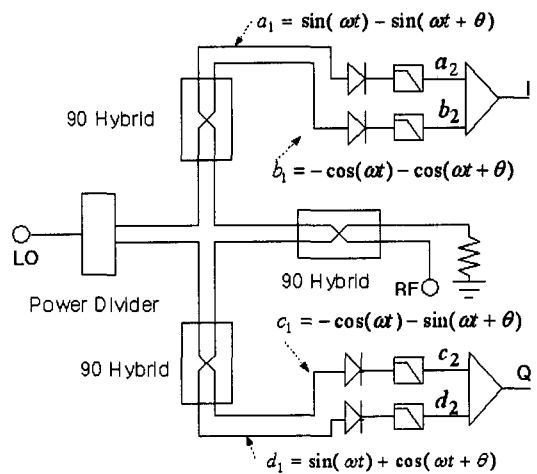 a₁ = sin(ωt) − sin(ωt + θ)
a₂
I
90 Hybrid
b₂
b₁ = −cos(ωt) − cos(ωt + θ)
LO
90 Hybrid
RF
Power Divider
c₁ = −cos(ωt) − sin(ωt + θ)
90 Hybrid
c₂
Q
d₂
d₁ = sin(ωt) + cos(ωt + θ)